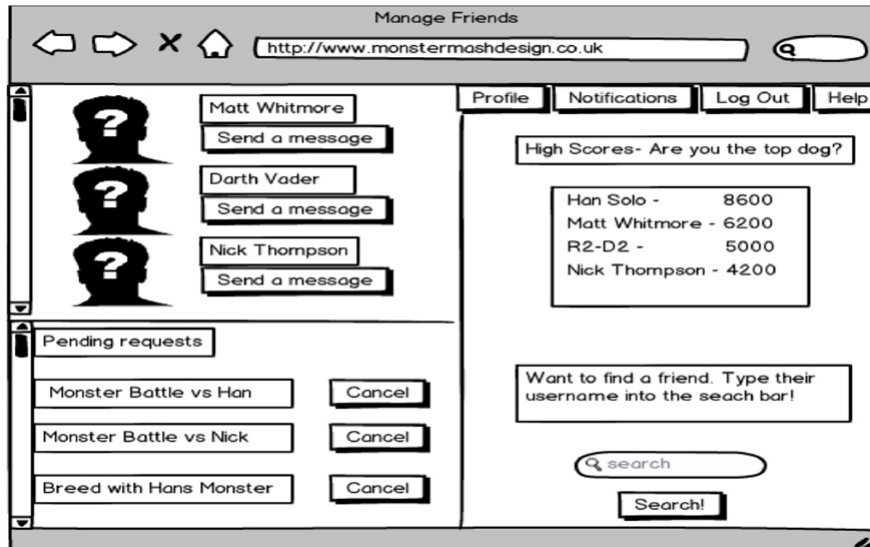 Manage Friends
http://www.monstermashdesign.co.uk
Profile
Notifications
Log Out
Help
Matt Whitmore
Send a message
Darth Vader
Send a message
Nick Thompson
Send a message
High Scores- Are you the top dog?
Han Solo - 8600
Matt Whitmore - 6200
R2-D2 - 5000
Nick Thompson - 4200
Pending requests
Monster Battle vs Han
Cancel
Monster Battle vs Nick
Cancel
Breed with Hans Monster
Cancel
Want to find a friend. Type their
username into the seach bar!
search
Search!